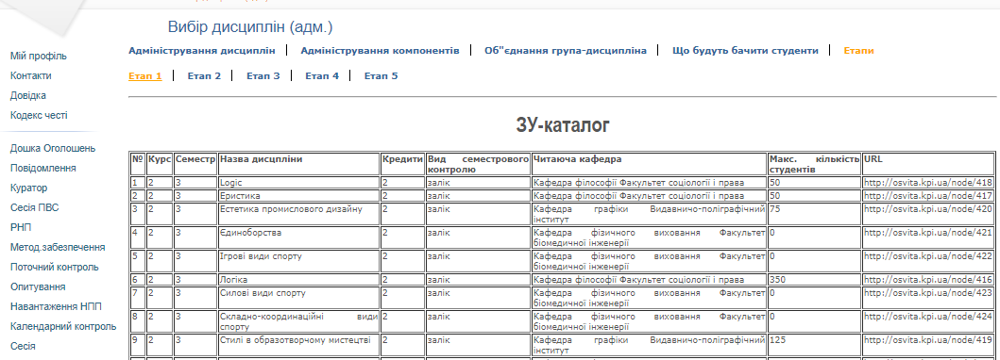 Вибір дисциплін (адм.)
Адміністрування дисциплін | Адміністрування компонентів | Об"єднання група-дисципліна | Що будуть бачити студенти | Етапи
Етап 1 | Етап 2 | Етап 3 | Етап 4 | Етап 5
Мій профіль
Контакти
Довідка
Кодекс честі
Дошка Оголошень
Повідомлення
Куратор
Сесія ПВС
РНП
Метод.забезпечення
Поточний контроль
Опитування
Навантаження НПП
Календарний контроль
Сесія
ЗУ-каталог
№ Курс Семестр Назва дисципліни Кредити Вид семестрового Читаюча кафедра Макс. кількість URL
контролю студентів
1 2 3 Logic 2 залік Кафедра філософії Факультет соціології і права 50 http://osvita.kpi.ua/node/418
2 2 3 Еристика 2 залік Кафедра філософії Факультет соціології і права 50 http://osvita.kpi.ua/node/417
3 2 3 Естетика промислового дизайну 2 залік Кафедра графіки Видавничо-поліграфічний 75 http://osvita.kpi.ua/node/420
інститут
4 2 3 Єдиноборства 2 залік Кафедра фізичного виховання Факультет 0 http://osvita.kpi.ua/node/421
біомедичної інженерії
5 2 3 Ігрові види спорту 2 залік Кафедра фізичного виховання Факультет 0 http://osvita.kpi.ua/node/422
біомедичної інженерії
6 2 3 Логіка 2 залік Кафедра філософії Факультет соціології і права 350 http://osvita.kpi.ua/node/416
7 2 3 Силові види спорту 2 залік Кафедра фізичного виховання Факультет 0 http://osvita.kpi.ua/node/423
біомедичної інженерії
8 2 3 Складно-координаційні види 2 залік Кафедра фізичного виховання Факультет 0 http://osvita.kpi.ua/node/424
спорту біомедичної інженерії
9 2 3 Стилі в образотворчому мистецтві 2 залік Кафедра графіки Видавничо-поліграфічний 125 http://osvita.kpi.ua/node/419
інститут